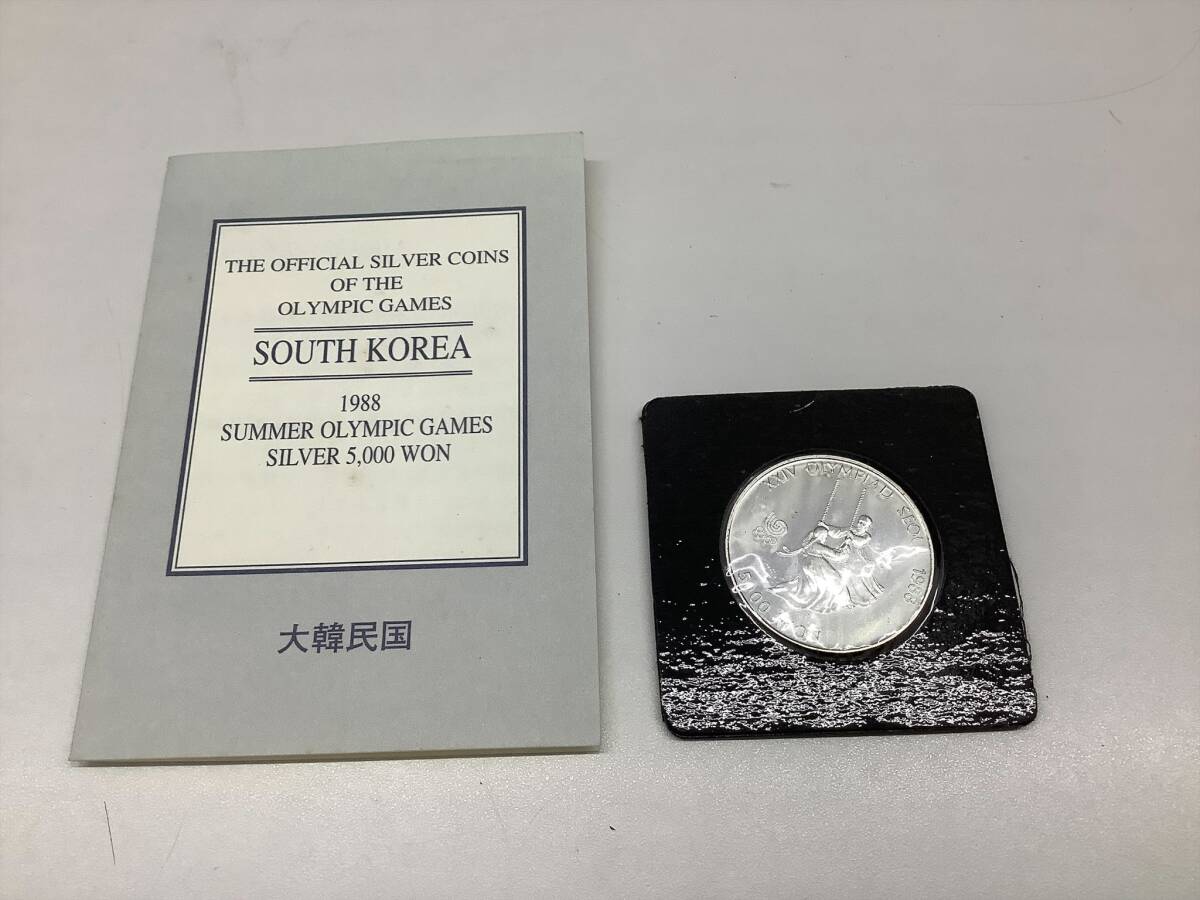 THE OFFICIAL SILVER COINS
OF THE
OLYMPIC GAMES
SOUTH KOREA
1988
SUMMER OLYMPIC GAMES
SILVER 5,000 WON
大韓民国
XXIV OLYMPIAD SEOUL 1988